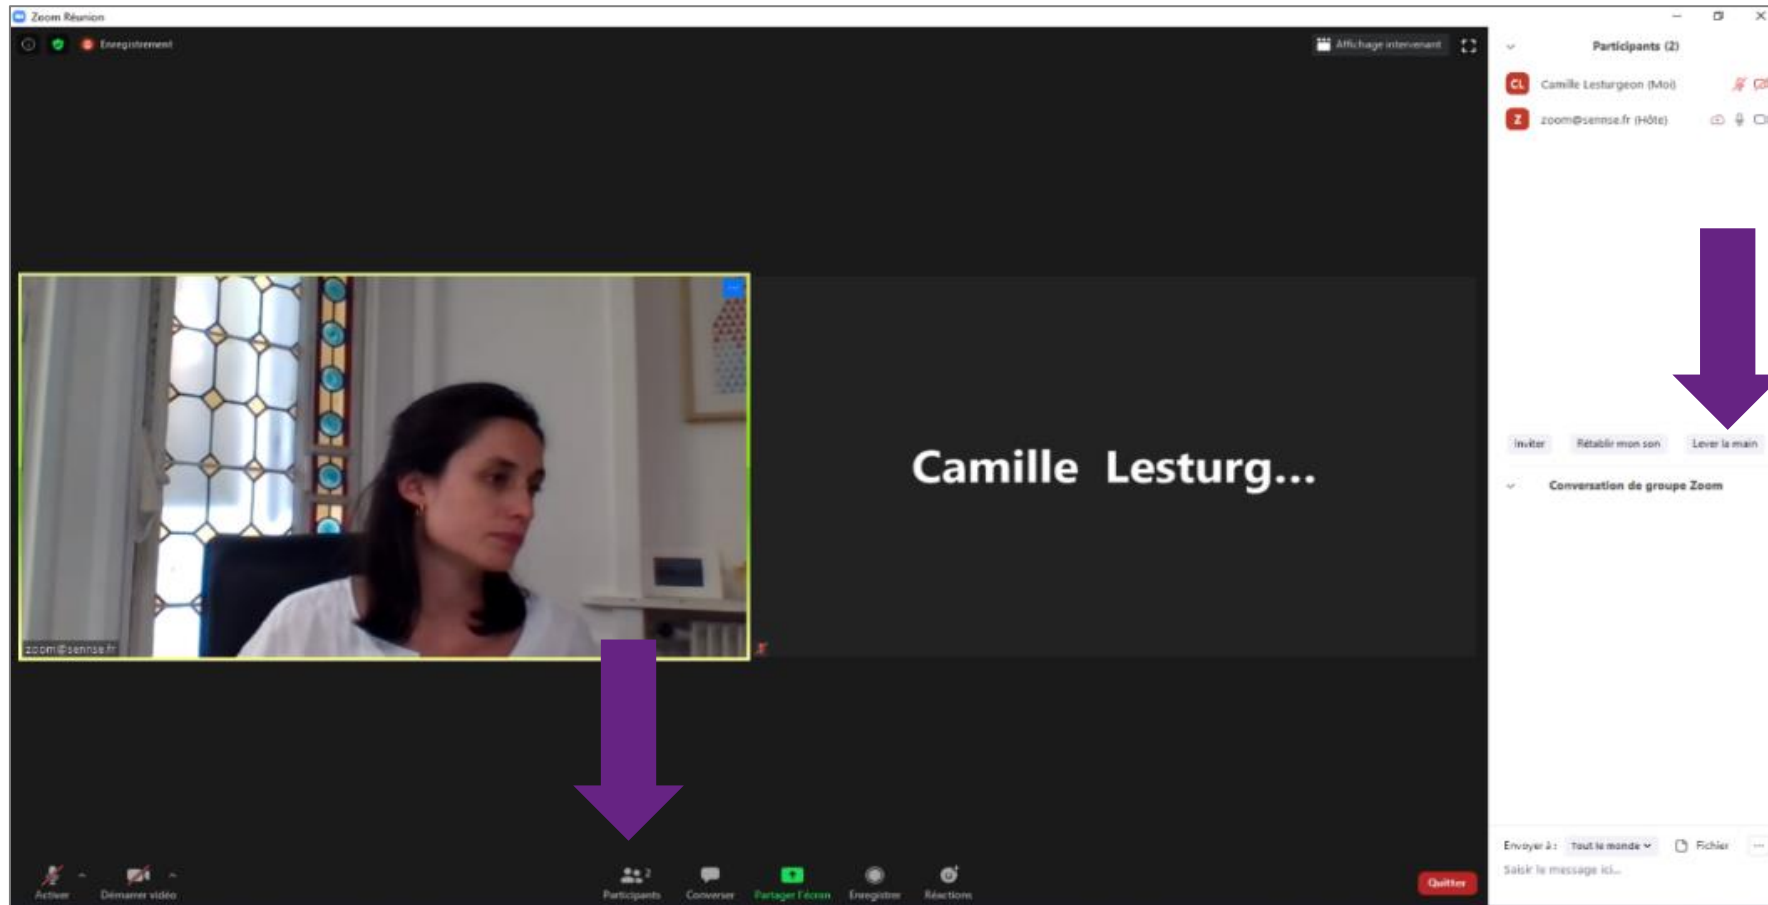 Zoom Réunion
Enregistrement
Affichage intervenant
Participants (2)
CL Camille Lesturgeon (Moi)
Z zoom@sennse.fr (Hôte)
Camille Lesturg...
zoom@sennse.fr
Inviter Rétablir mon son Lever la main
Conversation de groupe Zoom
Envoyer à : Tout le monde Fichier ...
Saisir le message ici...
Activer Démarrer vidéo Participants 2 Converser Partager l'écran Enregistrer Réactions Quitter